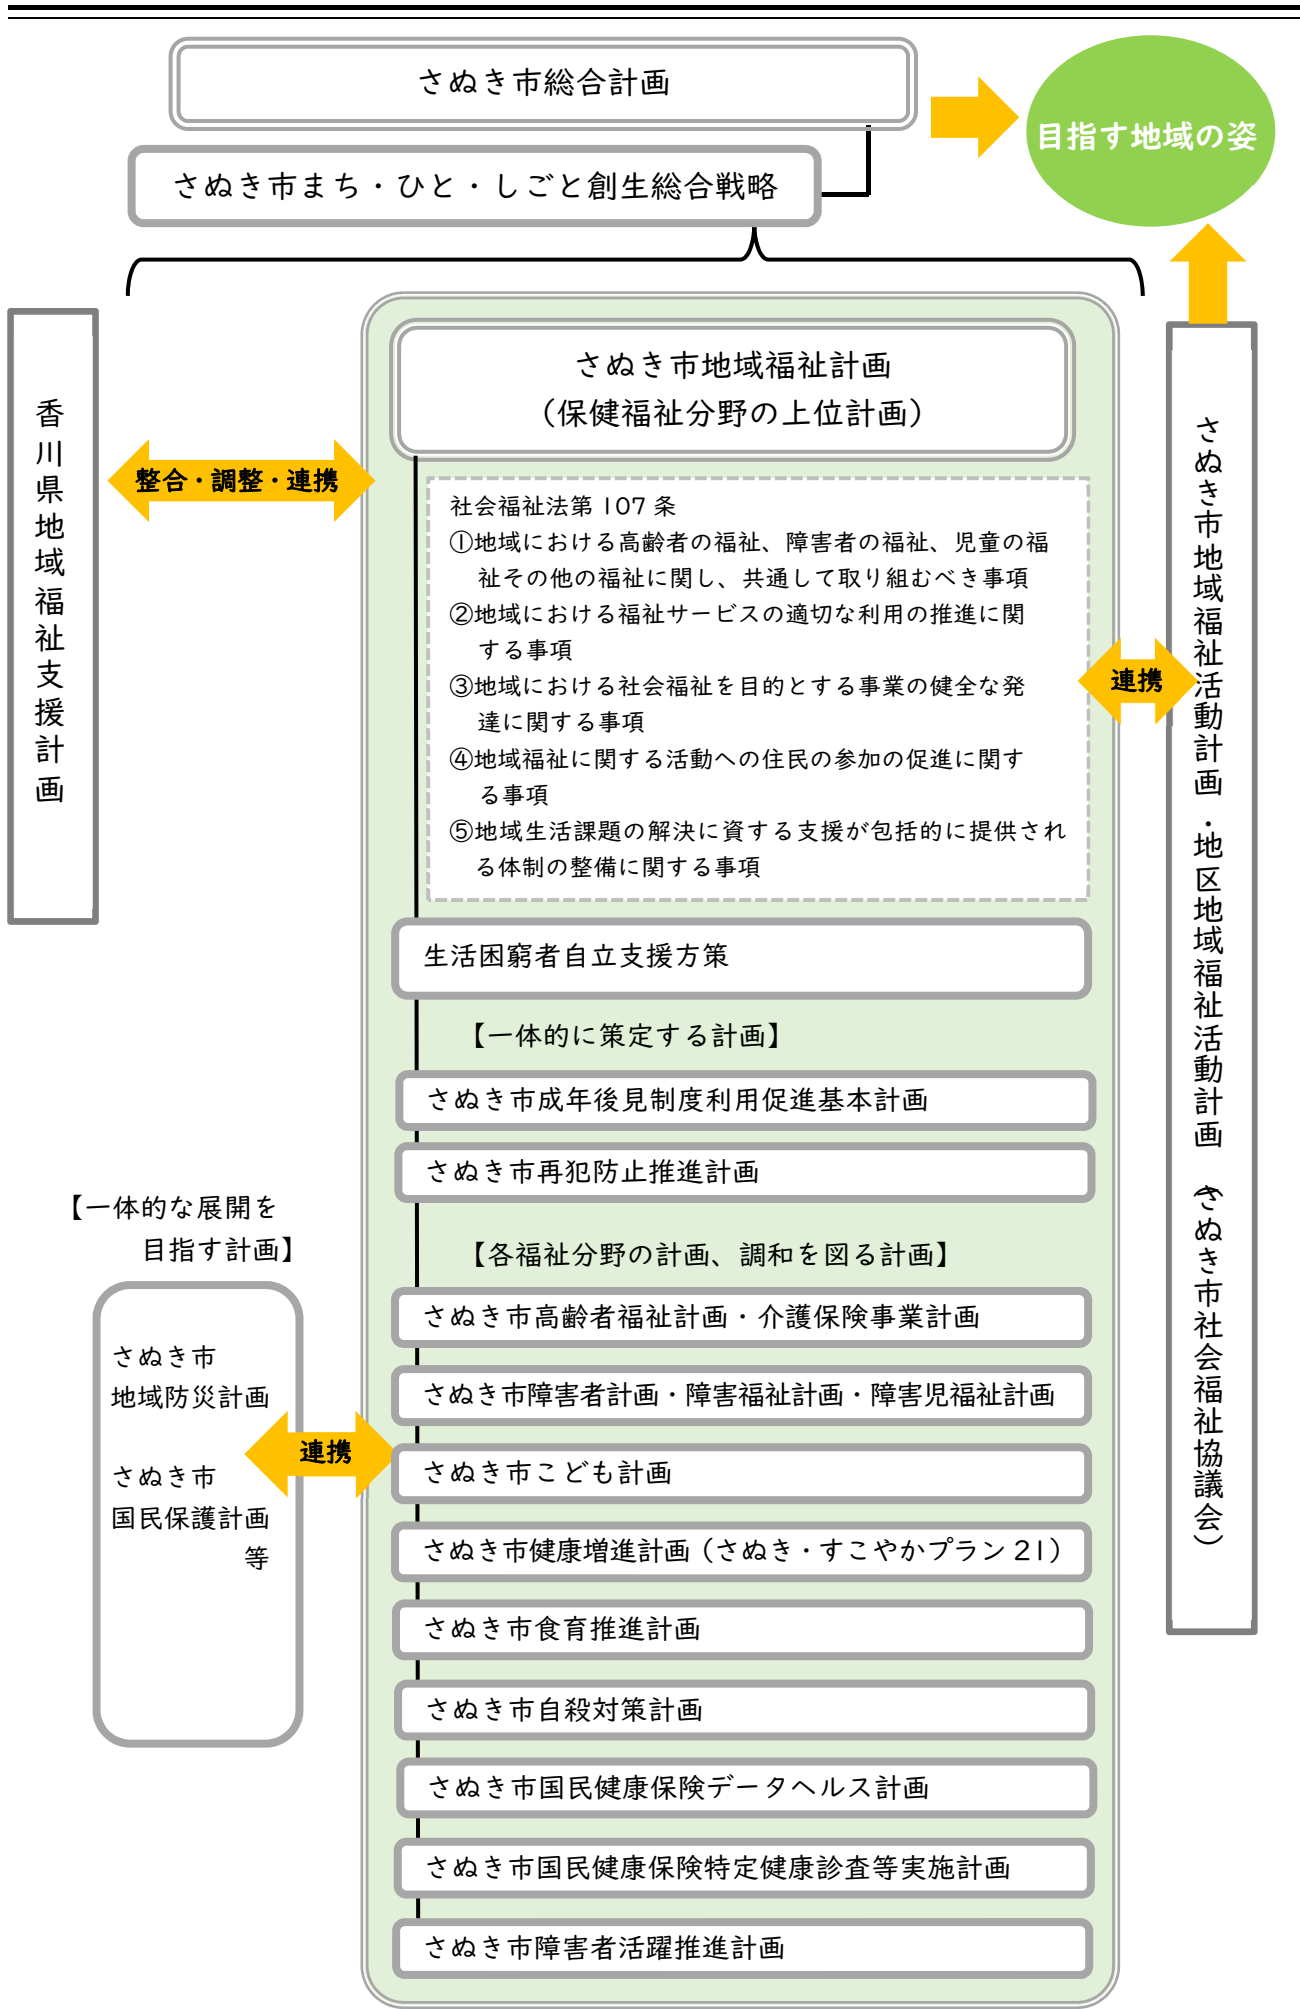 さぬき市総合計画
目指す地域の姿
さぬき市まち・ひと・しごと創生総合戦略
香川県地域福祉支援計画
整合・調整・連携
さぬき市地域福祉計画
（保健福祉分野の上位計画）
社会福祉法第107条
①地域における高齢者の福祉、障害者の福祉、児童の福
祉その他の福祉に関し、共通して取り組むべき事項
②地域における福祉サービスの適切な利用の推進に関
する事項
③地域における社会福祉を目的とする事業の健全な発
達に関する事項
④地域福祉に関する活動への住民の参加の促進に関す
る事項
⑤地域生活課題の解決に資する支援が包括的に提供され
る体制の整備に関する事項
連携
さぬき市地域福祉活動計画・地区地域福祉活動計画（さぬき市社会福祉協議会）
生活困窮者自立支援方策
【一体的に策定する計画】
さぬき市成年後見制度利用促進基本計画
さぬき市再犯防止推進計画
【各福祉分野の計画、調和を図る計画】
さぬき市高齢者福祉計画・介護保険事業計画
さぬき市障害者計画・障害福祉計画・障害児福祉計画
さぬき市こども計画
さぬき市健康増進計画（さぬき・すこやかプラン21）
さぬき市食育推進計画
さぬき市自殺対策計画
さぬき市国民健康保険データヘルス計画
さぬき市国民健康保険特定健康診査等実施計画
さぬき市障害者活躍推進計画
【一体的な展開を
目指す計画】
さぬき市
地域防災計画
さぬき市
国民保護計画
等
連携